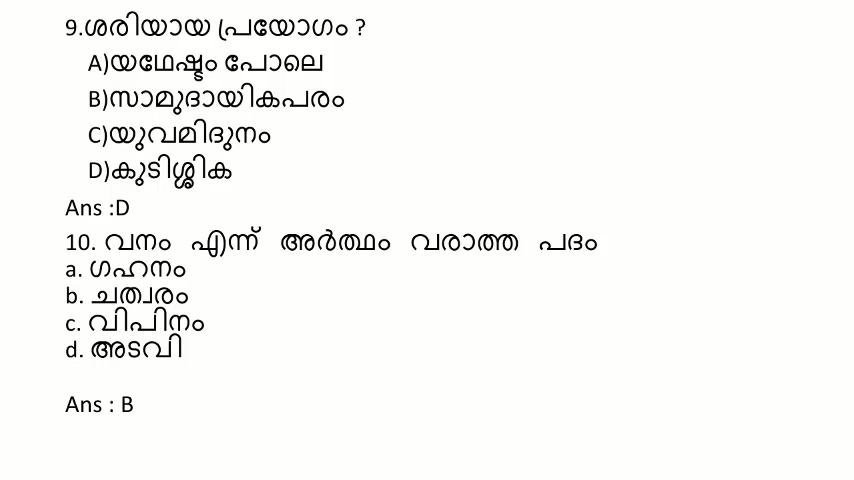 9.ശരിയായ പ്രയോഗം ?
A)യഥേഷ്ടം പോലെ
B)സാമുദായികപരം
C)യുവമിദുനം
D)കുടിശ്ശിക
Ans :D
10. വനം എന്ന് അർത്ഥം വരാത്ത പദം
a. ഗഹനം
b. ചത്വരം
c. വിപിനം
d. അടവി
Ans : B